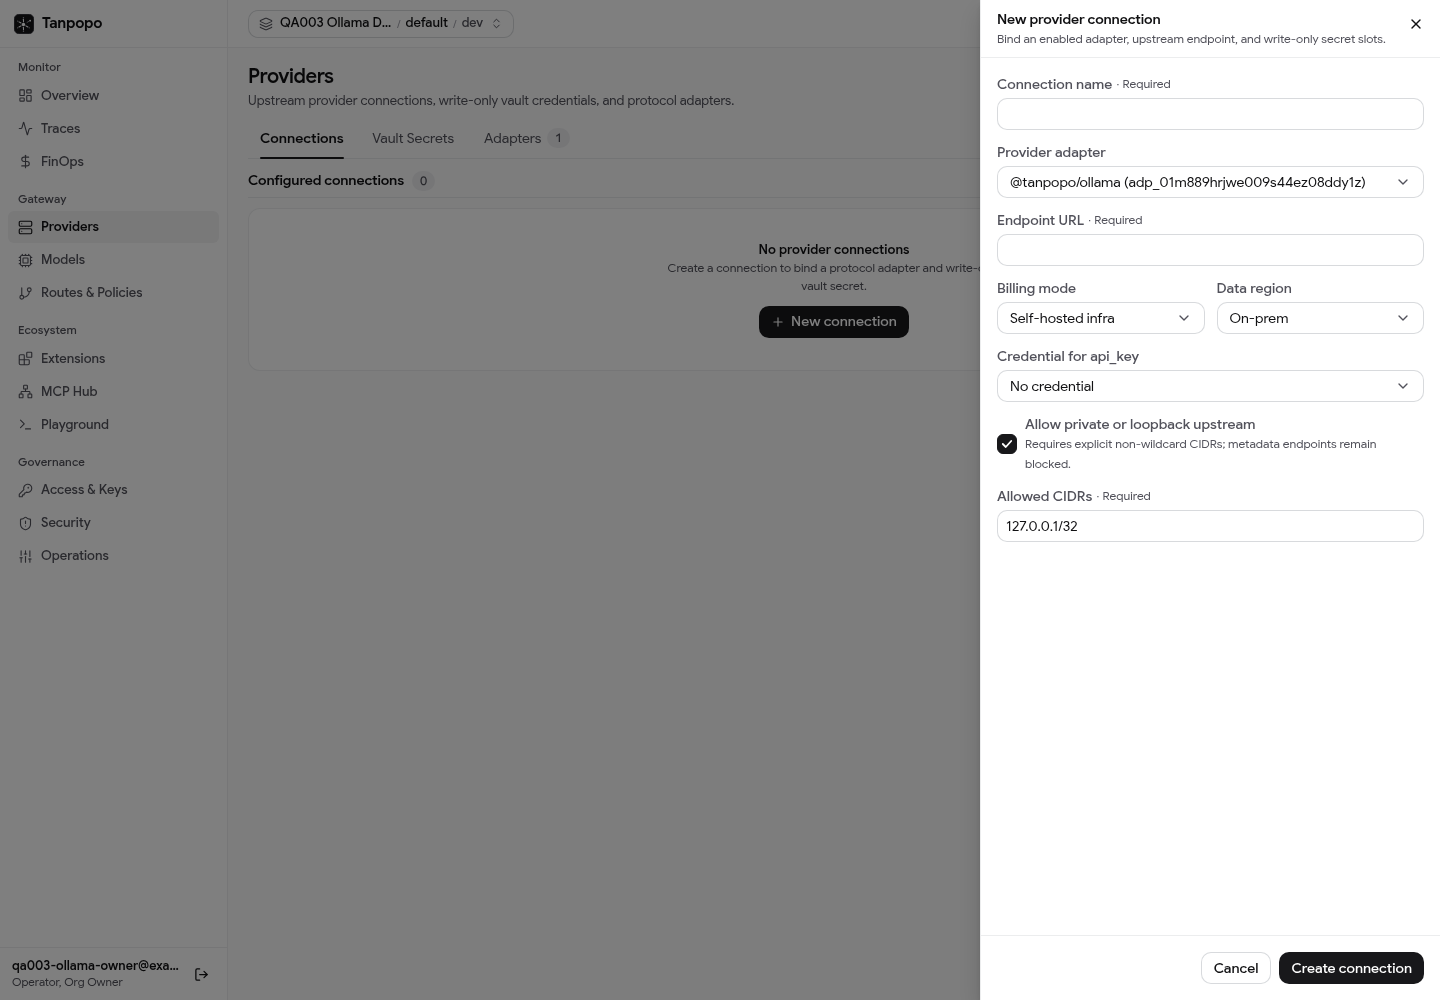 Tanpopo
QA003 Ollama D... / default / dev
Monitor
Overview
Traces
FinOps
Gateway
Providers
Models
Routes & Policies
Ecosystem
Extensions
MCP Hub
Playground
Governance
Access & Keys
Security
Operations
qa003-ollama-owner@exa...
Operator, Org Owner
Providers
Upstream provider connections, write-only vault credentials, and protocol adapters.
Connections
Vault Secrets
Adapters 1
Configured connections 0
No provider connections
Create a connection to bind a protocol adapter and write-
vault secret.
New connection
New provider connection
Bind an enabled adapter, upstream endpoint, and write-only secret slots.
Connection name · Required
Provider adapter
@tanpopo/ollama (adp_01m889hrjwe009s44ez08ddy1z)
Endpoint URL · Required
Billing mode
Data region
Self-hosted infra
On-prem
Credential for api_key
No credential
Allow private or loopback upstream
Requires explicit non-wildcard CIDRs; metadata endpoints remain
blocked.
Allowed CIDRs · Required
127.0.0.1/32
Cancel
Create connection